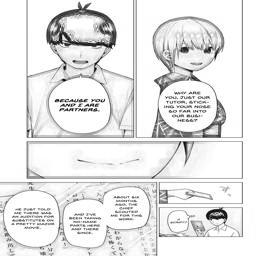 WHY ARE
YOU, JUST OUR
TUTOR, STICK-
ING YOUR NOSE
SO FAR INTO
OUR BUSI-
NESS?
BECAUSE YOU
AND I ARE
PARTNERS.
ABOUT SIX
MONTHS
AGO, THE
CHIEF
SCOUTED
ME FOR THIS
WORK.
AND I'VE
BEEN TAKING
NO-NAME
PARTS HERE
AND THERE
SINCE.
HE JUST TOLD
ME THERE WAS
AN AUDITION FOR
SUBSTITUTES ON
A PRETTY MAJOR
MOVIE.